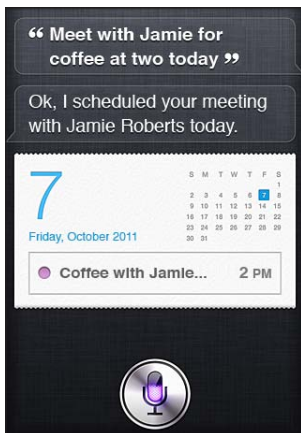 “ Meet with Jamie for
coffee at two today ”
Ok, I scheduled your meeting
with Jamie Roberts today.
7
Friday, October 2011
S M T W T F S
1
2 3 4 5 6 7 8
9 10 11 12 13 14 15
16 17 18 19 20 21 22
23 24 25 26 27 28 29
30 31
Coffee with Jamie... 2 PM